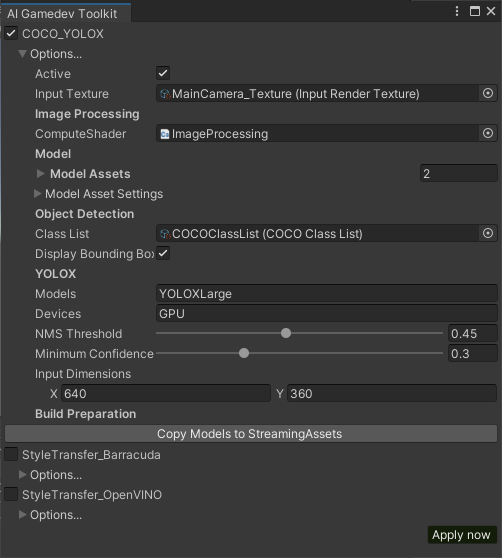 AI Gamedev Toolkit
COCO_YOLOX
Options...
Active
Input Texture MainCamera_Texture (Input Render Texture)
Image Processing
ComputeShader ImageProcessing
Model
Model Assets 2
Model Asset Settings
Object Detection
Class List COCOClassList (COCO Class List)
Display Bounding Box
YOLOX
Models YOLOXLarge
Devices GPU
NMS Threshold 0.45
Minimum Confidence 0.3
Input Dimensions
X 640 Y 360
Build Preparation
Copy Models to StreamingAssets
StyleTransfer_Barracuda
Options...
StyleTransfer_OpenVINO
Options...
Apply now